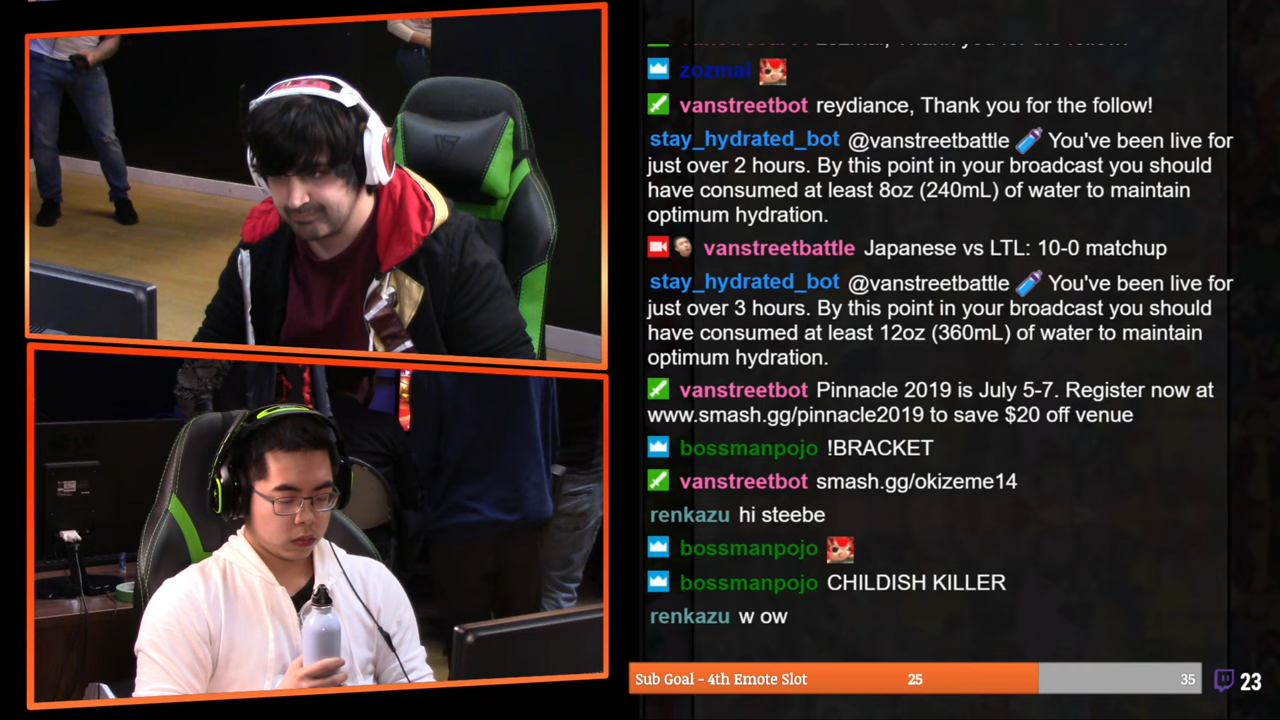 zozmal
vanstreetbot reydiance, Thank you for the follow!
stay_hydrated_bot @vanstreetbattle You've been live for
just over 2 hours. By this point in your broadcast you should
have consumed at least 8oz (240mL) of water to maintain
optimum hydration.
vanstreetbattle Japanese vs LTL: 10-0 matchup
stay_hydrated_bot @vanstreetbattle You've been live for
just over 3 hours. By this point in your broadcast you should
have consumed at least 12oz (360mL) of water to maintain
optimum hydration.
vanstreetbot Pinnacle 2019 is July 5-7. Register now at
www.smash.gg/pinnacle2019 to save $20 off venue
bossmanpojo !BRACKET
vanstreetbot smash.gg/okizeme14
renkazu hi steebe
bossmanpojo
bossmanpojo CHILDISH KILLER
renkazu w ow
Sub Goal - 4th Emote Slot 25 35 23